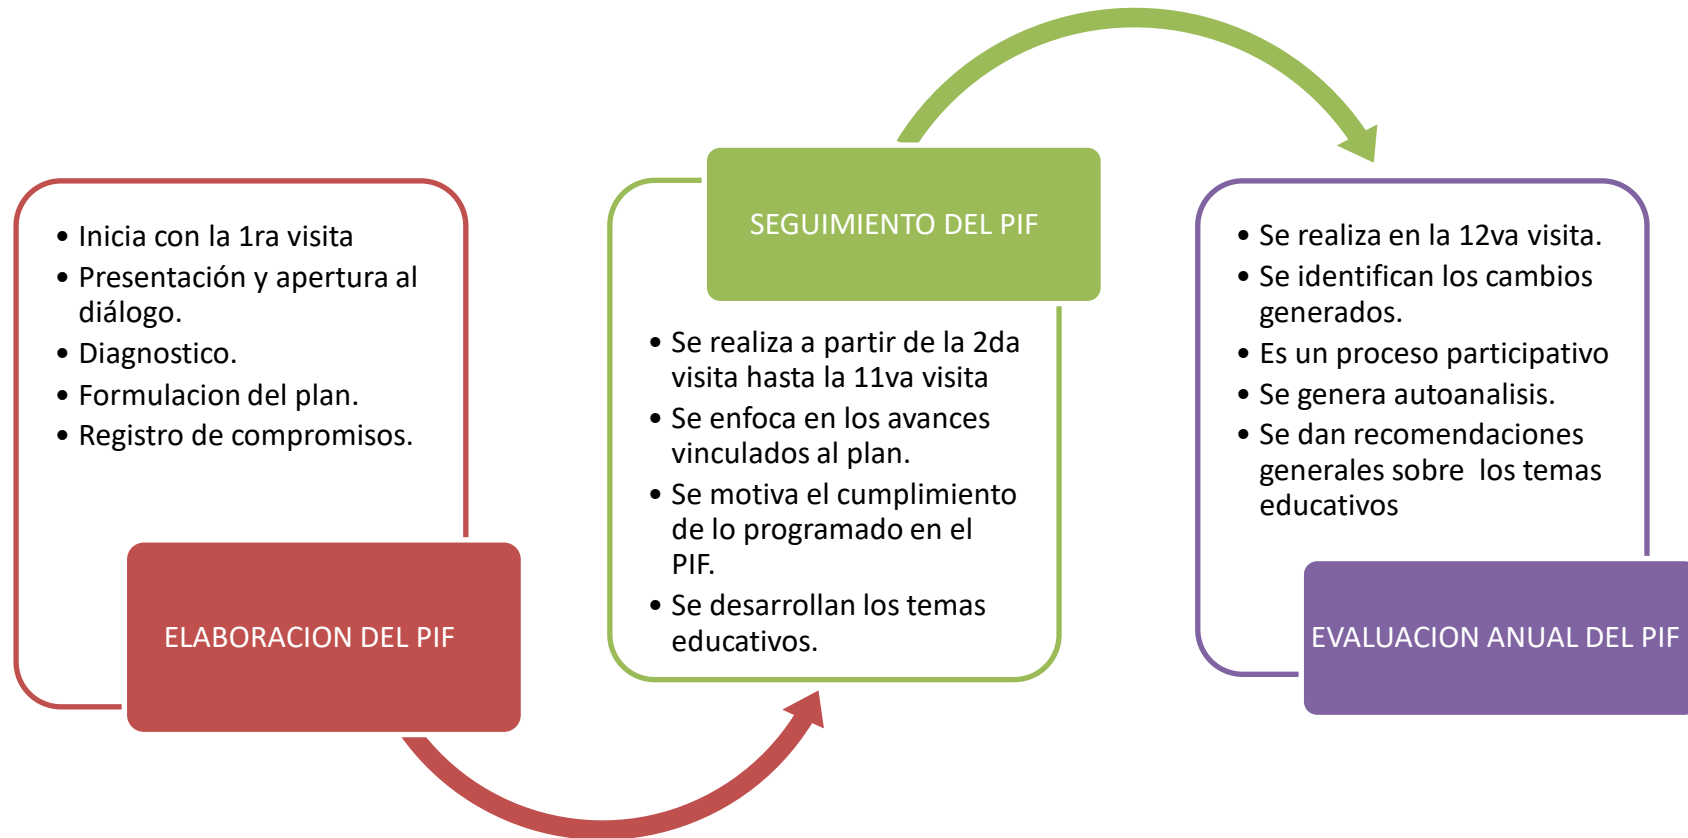 • Inicia con la 1ra visita
• Presentación y apertura al
diálogo.
• Diagnostico.
• Formulacion del plan.
• Registro de compromisos.
ELABORACION DEL PIF
SEGUIMIENTO DEL PIF
• Se realiza a partir de la 2da
visita hasta la 11va visita
• Se enfoca en los avances
vinculados al plan.
• Se motiva el cumplimiento
de lo programado en el
PIF.
• Se desarrollan los temas
educativos.
• Se realiza en la 12va visita.
• Se identifican los cambios
generados.
• Es un proceso participativo
• Se genera autoanalisis.
• Se dan recomendaciones
generales sobre  los temas
educativos
EVALUACION ANUAL DEL PIF